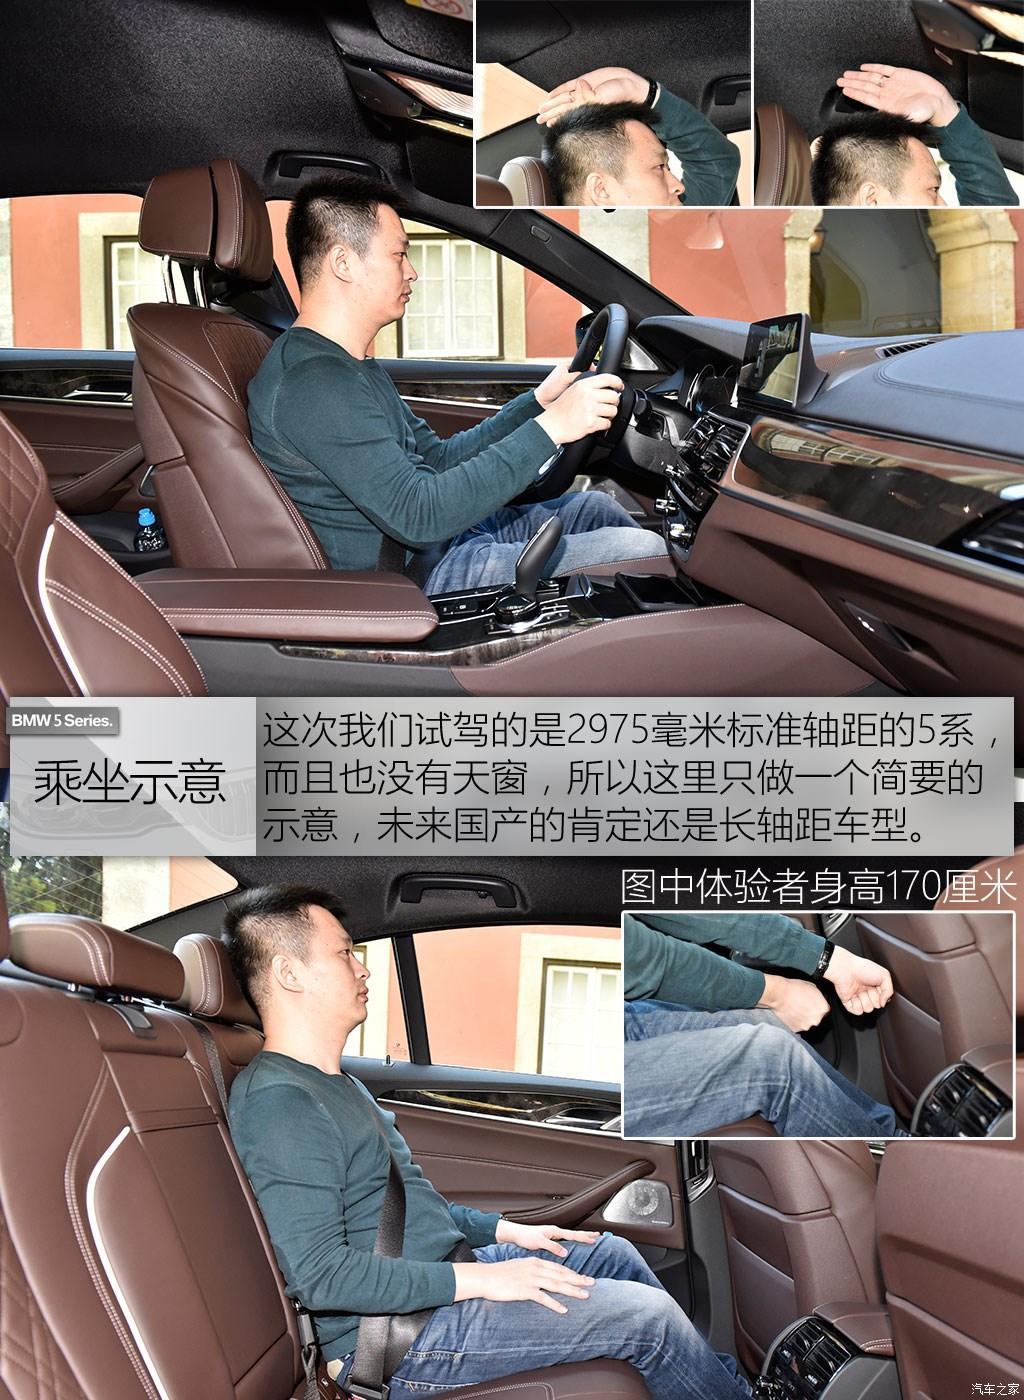 BMW 5 Series.
乘坐示意
这次我们试驾的是2975毫米标准轴距的5系，
而且也没有天窗，所以这里只做一个简要的
示意，未来国产的肯定还是长轴距车型。
图中体验者身高170厘米
汽车之家